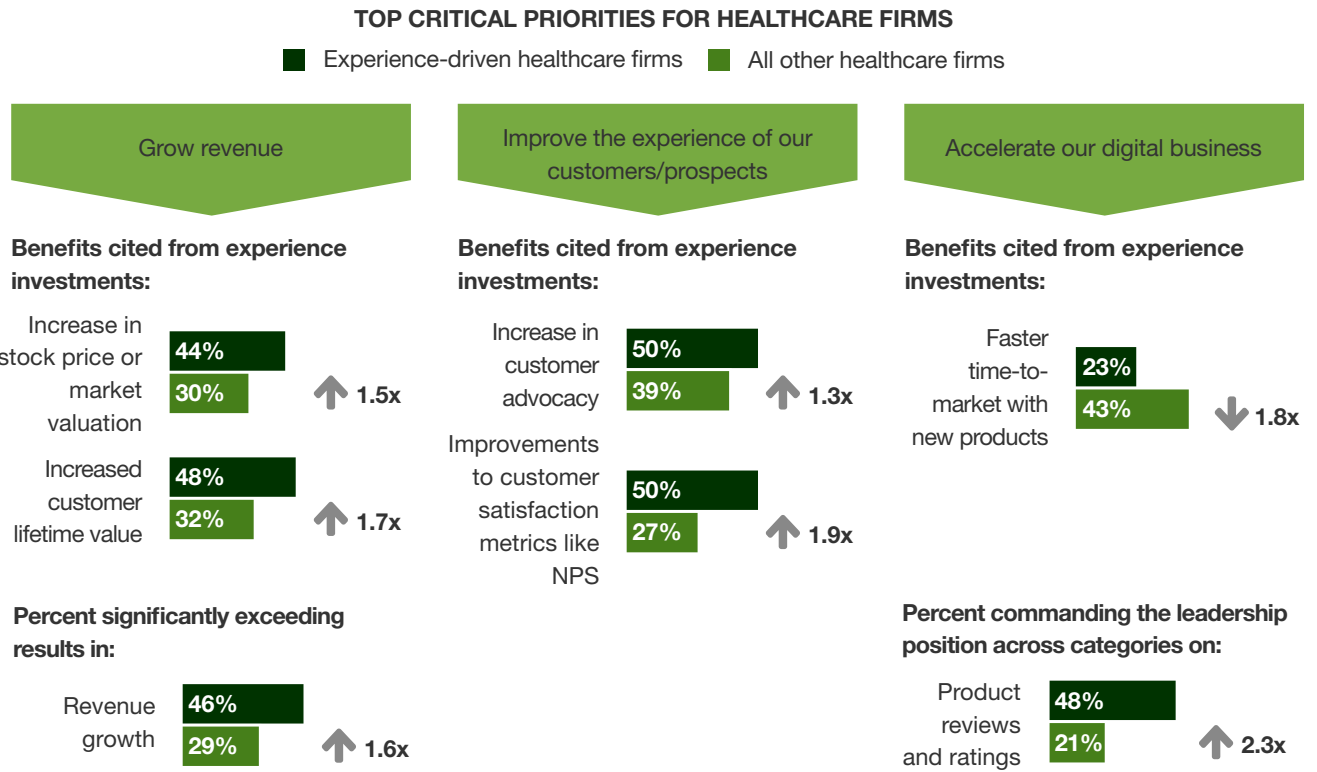 TOP CRITICAL PRIORITIES FOR HEALTHCARE FIRMS
Experience-driven healthcare firms
All other healthcare firms
Grow revenue
Benefits cited from experience
investments:
Increase in
stock price or
market
valuation
44%
30%
1.5x
Increased
customer
lifetime value
48%
32%
1.7x
Percent significantly exceeding
results in:
Revenue
growth
46%
29%
1.6x
Improve the experience of our
customers/prospects
Benefits cited from experience
investments:
Increase in
customer
advocacy
50%
39%
1.3x
Improvements
to customer
satisfaction
metrics like
NPS
50%
27%
1.9x
Accelerate our digital business
Benefits cited from experience
investments:
Faster
time-to-
market with
new products
23%
43%
1.8x
Percent commanding the leadership
position across categories on:
Product
reviews
and ratings
48%
21%
2.3x